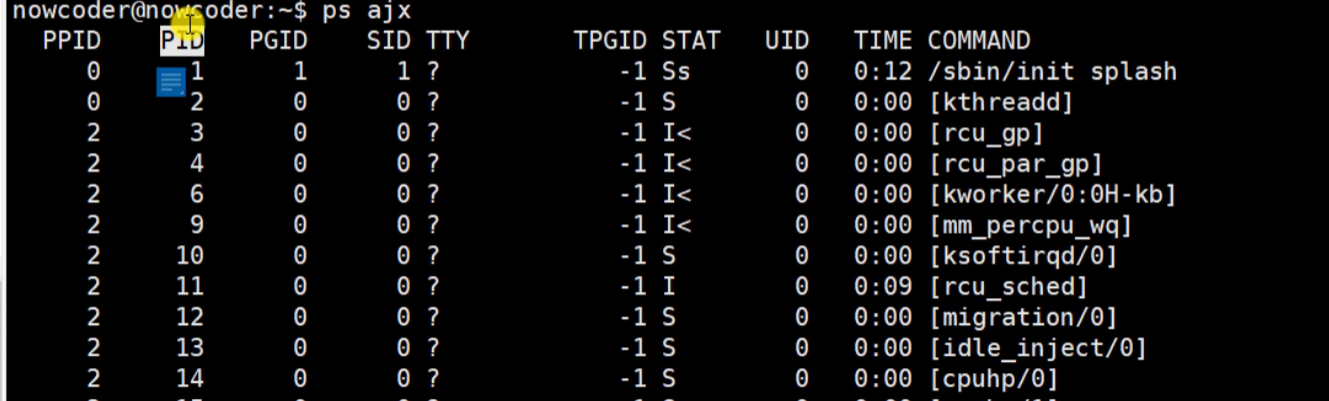 nowcoder@nowcoder:~$ ps ajx
PPID PID PGID SID TTY TPGID STAT UID TIME COMMAND
0 1 1 1 ? -1 Ss 0 0:12 /sbin/init splash
0 2 0 0 ? -1 S 0 0:00 [kthreadd]
2 3 0 0 ? -1 I< 0 0:00 [rcu_gp]
2 4 0 0 ? -1 I< 0 0:00 [rcu_par_gp]
2 6 0 0 ? -1 I< 0 0:00 [kworker/0:0H-kb]
2 9 0 0 ? -1 I< 0 0:00 [mm_percpu_wq]
2 10 0 0 ? -1 S 0 0:00 [ksoftirqd/0]
2 11 0 0 ? -1 I 0 0:09 [rcu_sched]
2 12 0 0 ? -1 S 0 0:00 [migration/0]
2 13 0 0 ? -1 S 0 0:00 [idle_inject/0]
2 14 0 0 ? -1 S 0 0:00 [cpuhp/0]